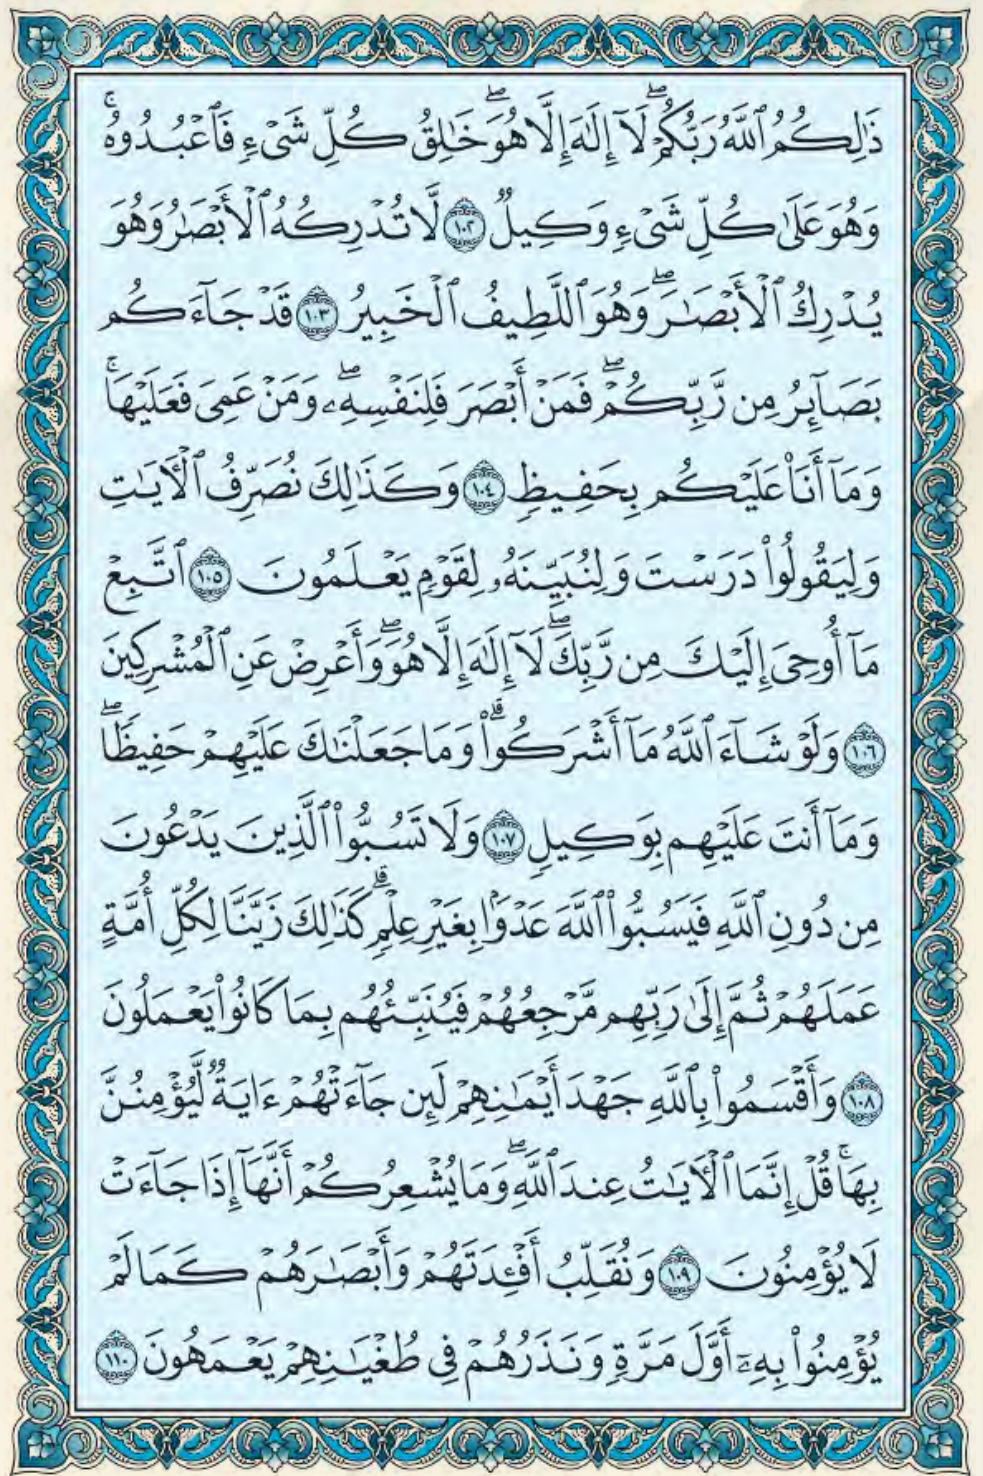 ذَٰلِكُمُ ٱللَّهُ رَبُّكُمْ ۖ لَآ إِلَٰهَ إِلَّا هُوَ ۖ خَٰلِقُ كُلِّ شَىْءٍ فَٱعْبُدُوهُ ۚ
وَهُوَ عَلَىٰ كُلِّ شَىْءٍ وَكِيلٌ ١٠٢ لَّا تُدْرِكُهُ ٱلْأَبْصَٰرُ وَهُوَ
يُدْرِكُ ٱلْأَبْصَٰرَ ۖ وَهُوَ ٱللَّطِيفُ ٱلْخَبِيرُ ١٠٣ قَدْ جَآءَكُم
بَصَآئِرُ مِن رَّبِّكُمْ ۖ فَمَنْ أَبْصَرَ فَلِنَفْسِهِۦ ۖ وَمَنْ عَمِىَ فَعَلَيْهَا ۚ
وَمَآ أَنَا۠ عَلَيْكُم بِحَفِيظٍ ١٠٤ وَكَذَٰلِكَ نُصَرِّفُ ٱلْءَايَٰتِ
وَلِيَقُولُوا۟ دَرَسْتَ وَلِنُبَيِّنَهُۥ لِقَوْمٍ يَعْلَمُونَ ١٠٥ ٱتَّبِعْ
مَآ أُوحِىَ إِلَيْكَ مِن رَّبِّكَ ۖ لَآ إِلَٰهَ إِلَّا هُوَ ۖ وَأَعْرِضْ عَنِ ٱلْمُشْرِكِينَ
١٠٦ وَلَوْ شَآءَ ٱللَّهُ مَآ أَشْرَكُوا۟ ۗ وَمَا جَعَلْنَٰكَ عَلَيْهِمْ حَفِيظًا ۖ
وَمَآ أَنتَ عَلَيْهِم بِوَكِيلٍ ١٠٧ وَلَا تَسُبُّوا۟ ٱلَّذِينَ يَدْعُونَ
مِن دُونِ ٱللَّهِ فَيَسُبُّوا۟ ٱللَّهَ عَدْوًۢا بِغَيْرِ عِلْمٍ ۗ كَذَٰلِكَ زَيَّنَّا لِكُلِّ أُمَّةٍ
عَمَلَهُمْ ثُمَّ إِلَىٰ رَبِّهِم مَّرْجِعُهُمْ فَيُنَبِّئُهُم بِمَا كَانُوا۟ يَعْمَلُونَ
١٠٨ وَأَقْسَمُوا۟ بِٱللَّهِ جَهْدَ أَيْمَٰنِهِمْ لَئِن جَآءَتْهُمْ ءَايَةٌ لَّيُؤْمِنُنَّ
بِهَا ۚ قُلْ إِنَّمَا ٱلْءَايَٰتُ عِندَ ٱللَّهِ ۖ وَمَا يُشْعِرُكُمْ أَنَّهَآ إِذَا جَآءَتْ
لَا يُؤْمِنُونَ ١٠٩ وَنُقَلِّبُ أَفْـِٔدَتَهُمْ وَأَبْصَٰرَهُمْ كَمَا لَمْ
يُؤْمِنُوا۟ بِهِۦٓ أَوَّلَ مَرَّةٍ وَنَذَرُهُمْ فِى طُغْيَٰنِهِمْ يَعْمَهُونَ ١١٠